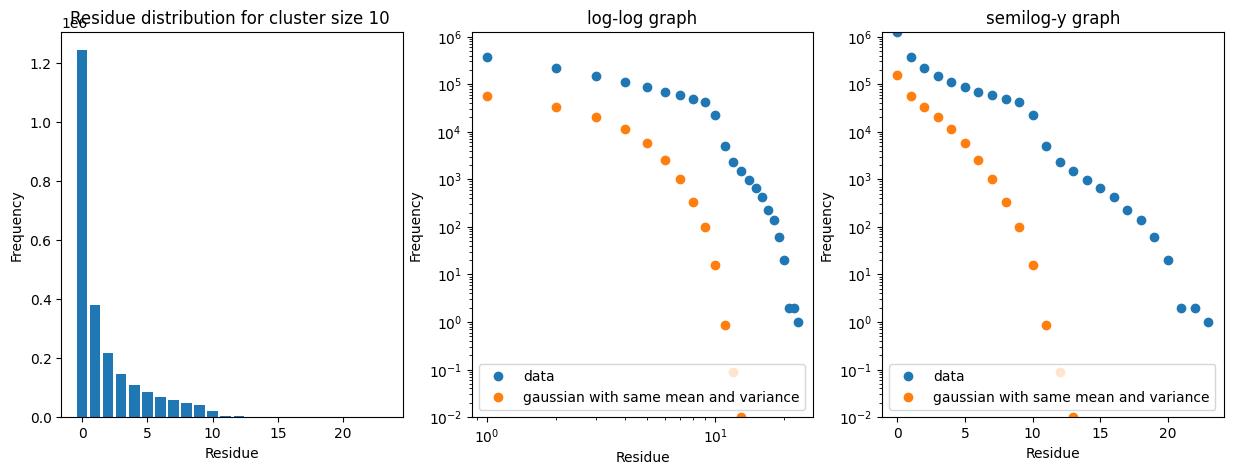 Residue distribution for cluster size 10
1e6
1.2
1.0
0.8
0.6
0.4
0.2
0.0
Frequency
0 5 10 15 20
Residue
log-log graph
10^6
10^5
10^4
10^3
10^2
10^1
10^0
10^-1
10^-2
Frequency
data
gaussian with same mean and variance
10^0 10^1
Residue
semilog-y graph
10^6
10^5
10^4
10^3
10^2
10^1
10^0
10^-1
10^-2
Frequency
data
gaussian with same mean and variance
0 5 10 15 20
Residue